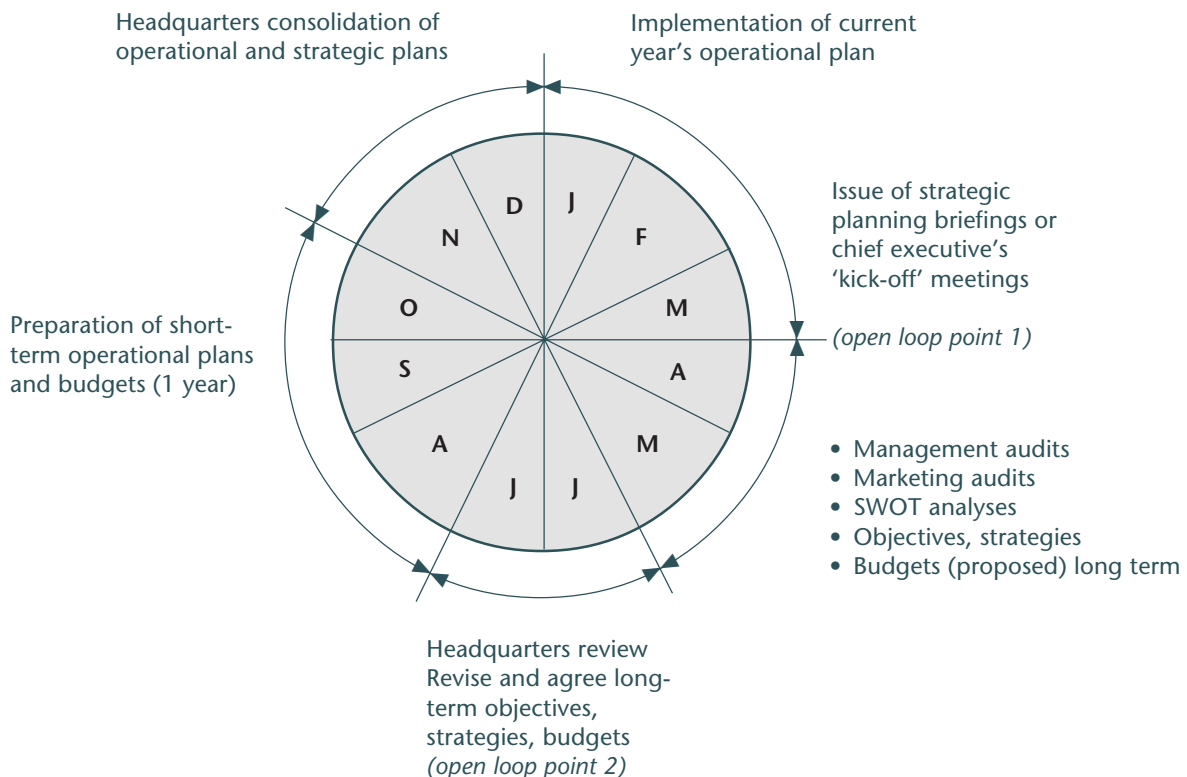 Headquarters consolidation of
operational and strategic plans
Implementation of current
year's operational plan
Issue of strategic
planning briefings or
chief executive's
‘kick-off’ meetings
(open loop point 1)
• Management audits
• Marketing audits
• SWOT analyses
• Objectives, strategies
• Budgets (proposed) long term
Headquarters review
Revise and agree long-
term objectives,
strategies, budgets
(open loop point 2)
Preparation of short-
term operational plans
and budgets (1 year)
J
F
M
A
M
J
J
A
S
O
N
D